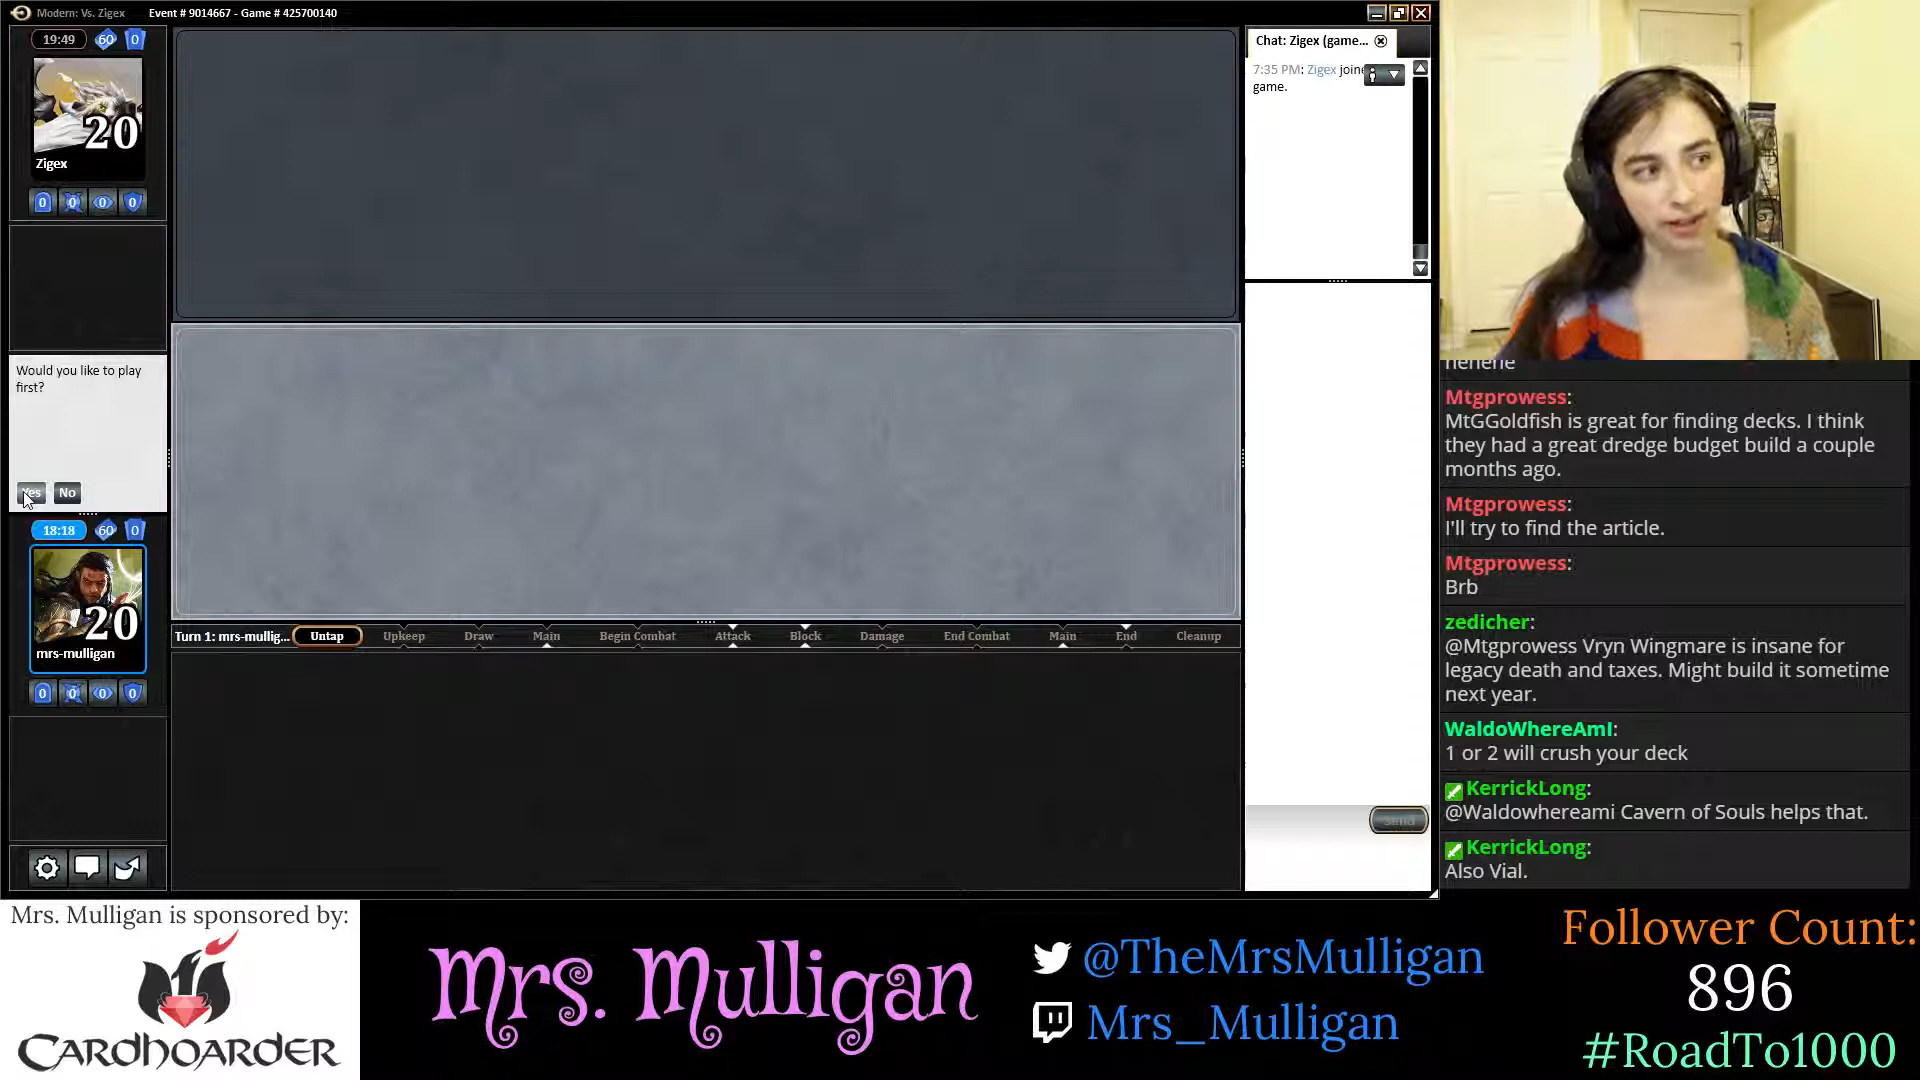 Modern: Vs. Zigex
Event # 9014667 - Game # 425700140
19:49
60
0
20
Zigex
0
0
0
0
Would you like to play
first?
Yes
No
18:18
60
0
20
mrs-mulligan
0
0
0
0
Turn 1: mrs-mullig...
Untap
Upkeep
Draw
Main
Begin Combat
Attack
Block
Damage
End Combat
Main
End
Cleanup
Chat: Zigex (game...
7:35 PM: Zigex joine
game.
Send
hehehe
Mtgprowess:
MtGGoldfish is great for finding decks. I think
they had a great dredge budget build a couple
months ago.
Mtgprowess:
I'll try to find the article.
Mtgprowess:
Brb
zedicher:
@Mtgprowess Vryn Wingmare is insane for
legacy death and taxes. Might build it sometime
next year.
WaldoWhereAmI:
1 or 2 will crush your deck
KerrickLong:
@Waldowhereami Cavern of Souls helps that.
KerrickLong:
Also Vial.
Mrs. Mulligan is sponsored by:
CARDHOARDER
Mrs. Mulligan
@TheMrsMulligan
Mrs_Mulligan
Follower Count:
896
#RoadTo1000